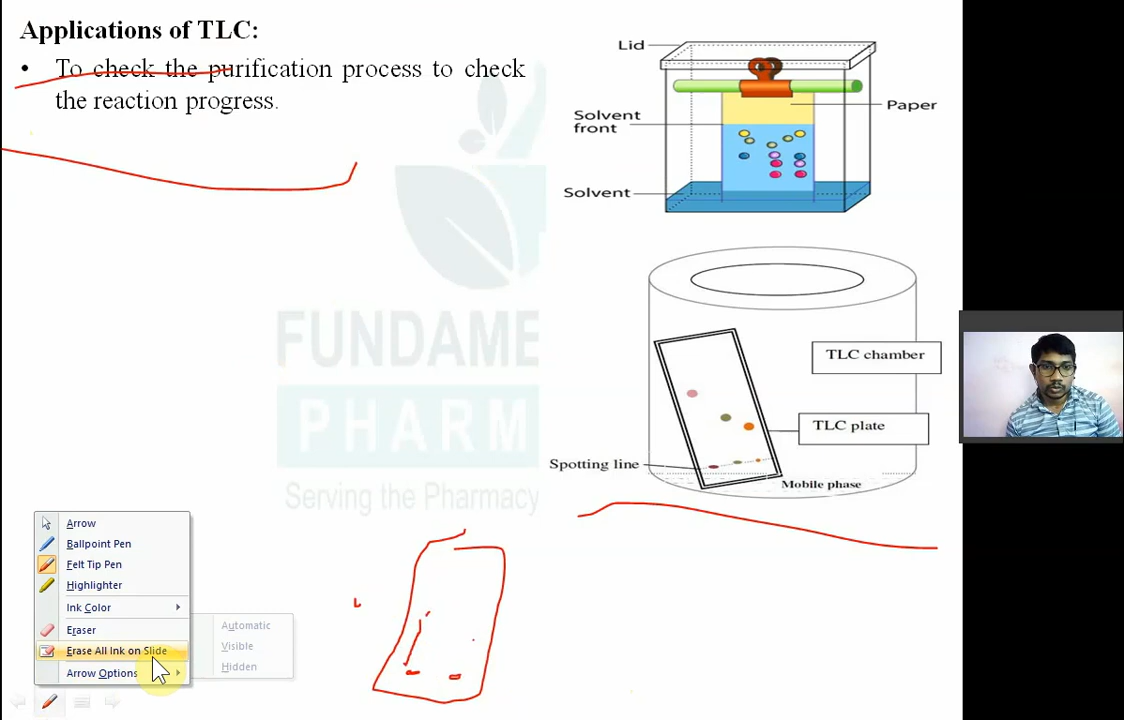 Applications of TLC:
• To check the purification process to check
the reaction progress.
Lid
Solvent
front
Paper
Solvent
TLC chamber
TLC plate
Spotting line
Mobile phase
FUNDAME
PHARM
Serving the Pharmacy
Arrow
Ballpoint Pen
Felt Tip Pen
Highlighter
Ink Color
Eraser
Erase All Ink on Slide
Arrow Options
Automatic
Visible
Hidden